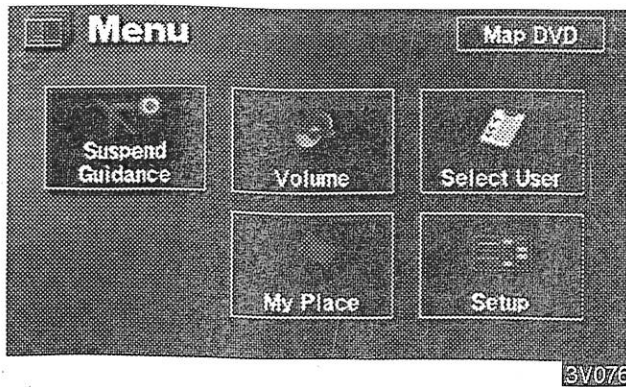 Menu
Map DVD
Suspend
Guidance
Volume
Select User
My Place
Setup
3V076